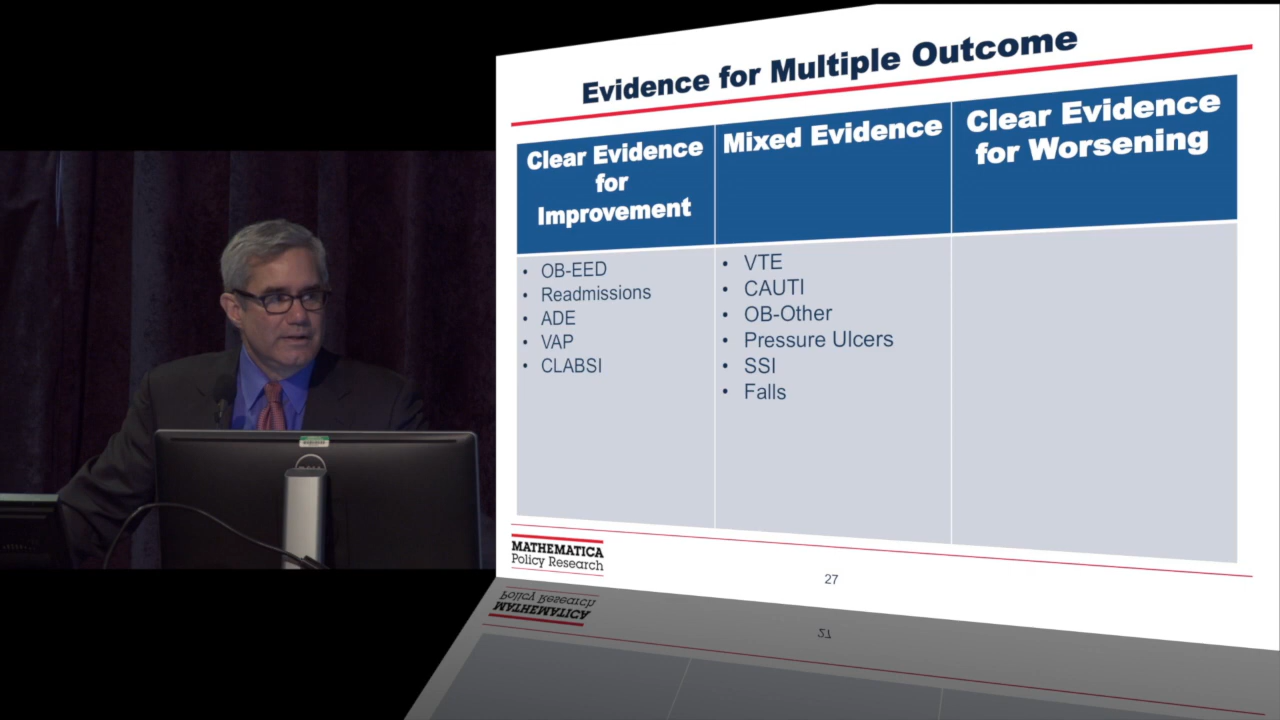 Evidence for Multiple Outcome
Clear Evidence
for
Improvement
Mixed Evidence
Clear Evidence
for Worsening
• OB-EED
• Readmissions
• ADE
• VAP
• CLABSI
• VTE
• CAUTI
• OB-Other
• Pressure Ulcers
• SSI
• Falls
MATHEMATICA
Policy Research
27